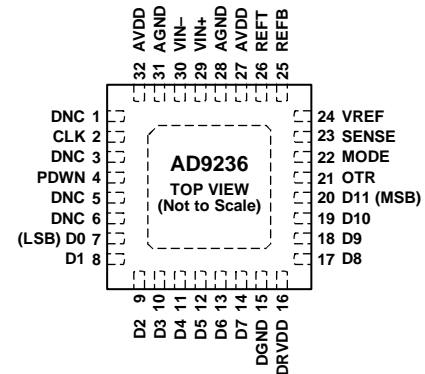 32 AVDD
31 AGND
30 VIN–
29 VIN+
28 AGND
27 AVDD
26 REFT
25 REFB
DNC 1
CLK 2
DNC 3
PDWN 4
DNC 5
DNC 6
(LSB) D0 7
D1 8
AD9236
TOP VIEW
(Not to Scale)
24 VREF
23 SENSE
22 MODE
21 OTR
20 D11 (MSB)
19 D10
18 D9
17 D8
D2 9
D3 10
D4 11
D5 12
D6 13
D7 14
DGND 15
DRVDD 16